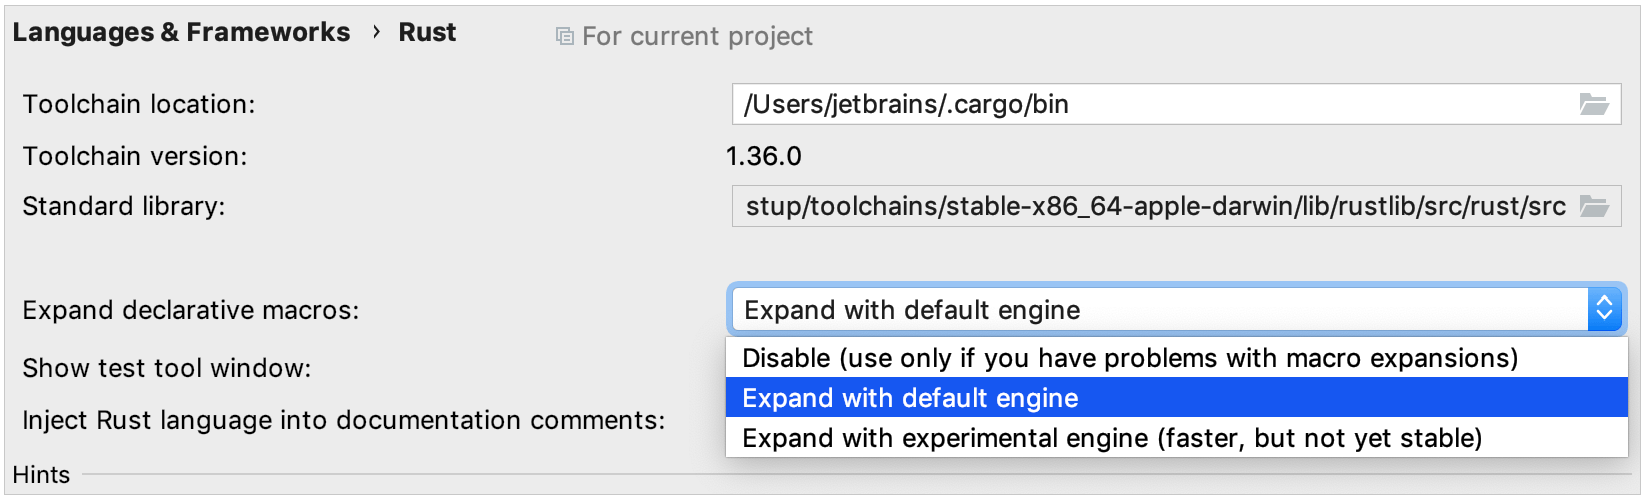 Languages & Frameworks › Rust For current project
Toolchain location: /Users/jetbrains/.cargo/bin
Toolchain version: 1.36.0
Standard library: stup/toolchains/stable-x86_64-apple-darwin/lib/rustlib/src/rust/src
Expand declarative macros: Expand with default engine
Disable (use only if you have problems with macro expansions)
Show test tool window:
Expand with default engine
Inject Rust language into documentation comments:
Expand with experimental engine (faster, but not yet stable)
Hints